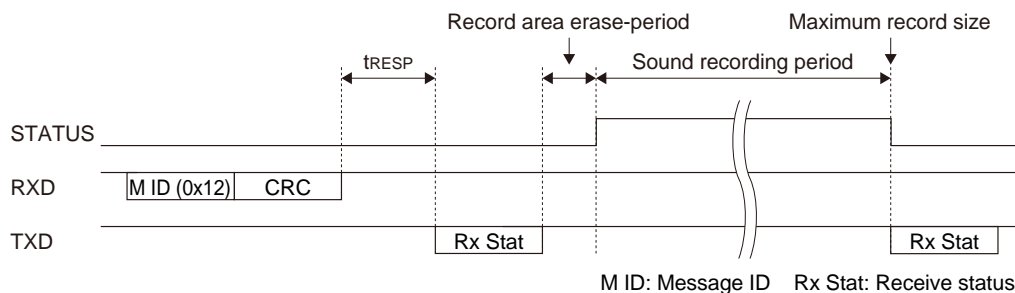 Record area erase-period
Maximum record size
tRESP
Sound recording period
STATUS
RXD
M ID (0x12)
CRC
TXD
Rx Stat
Rx Stat
M ID: Message ID Rx Stat: Receive status